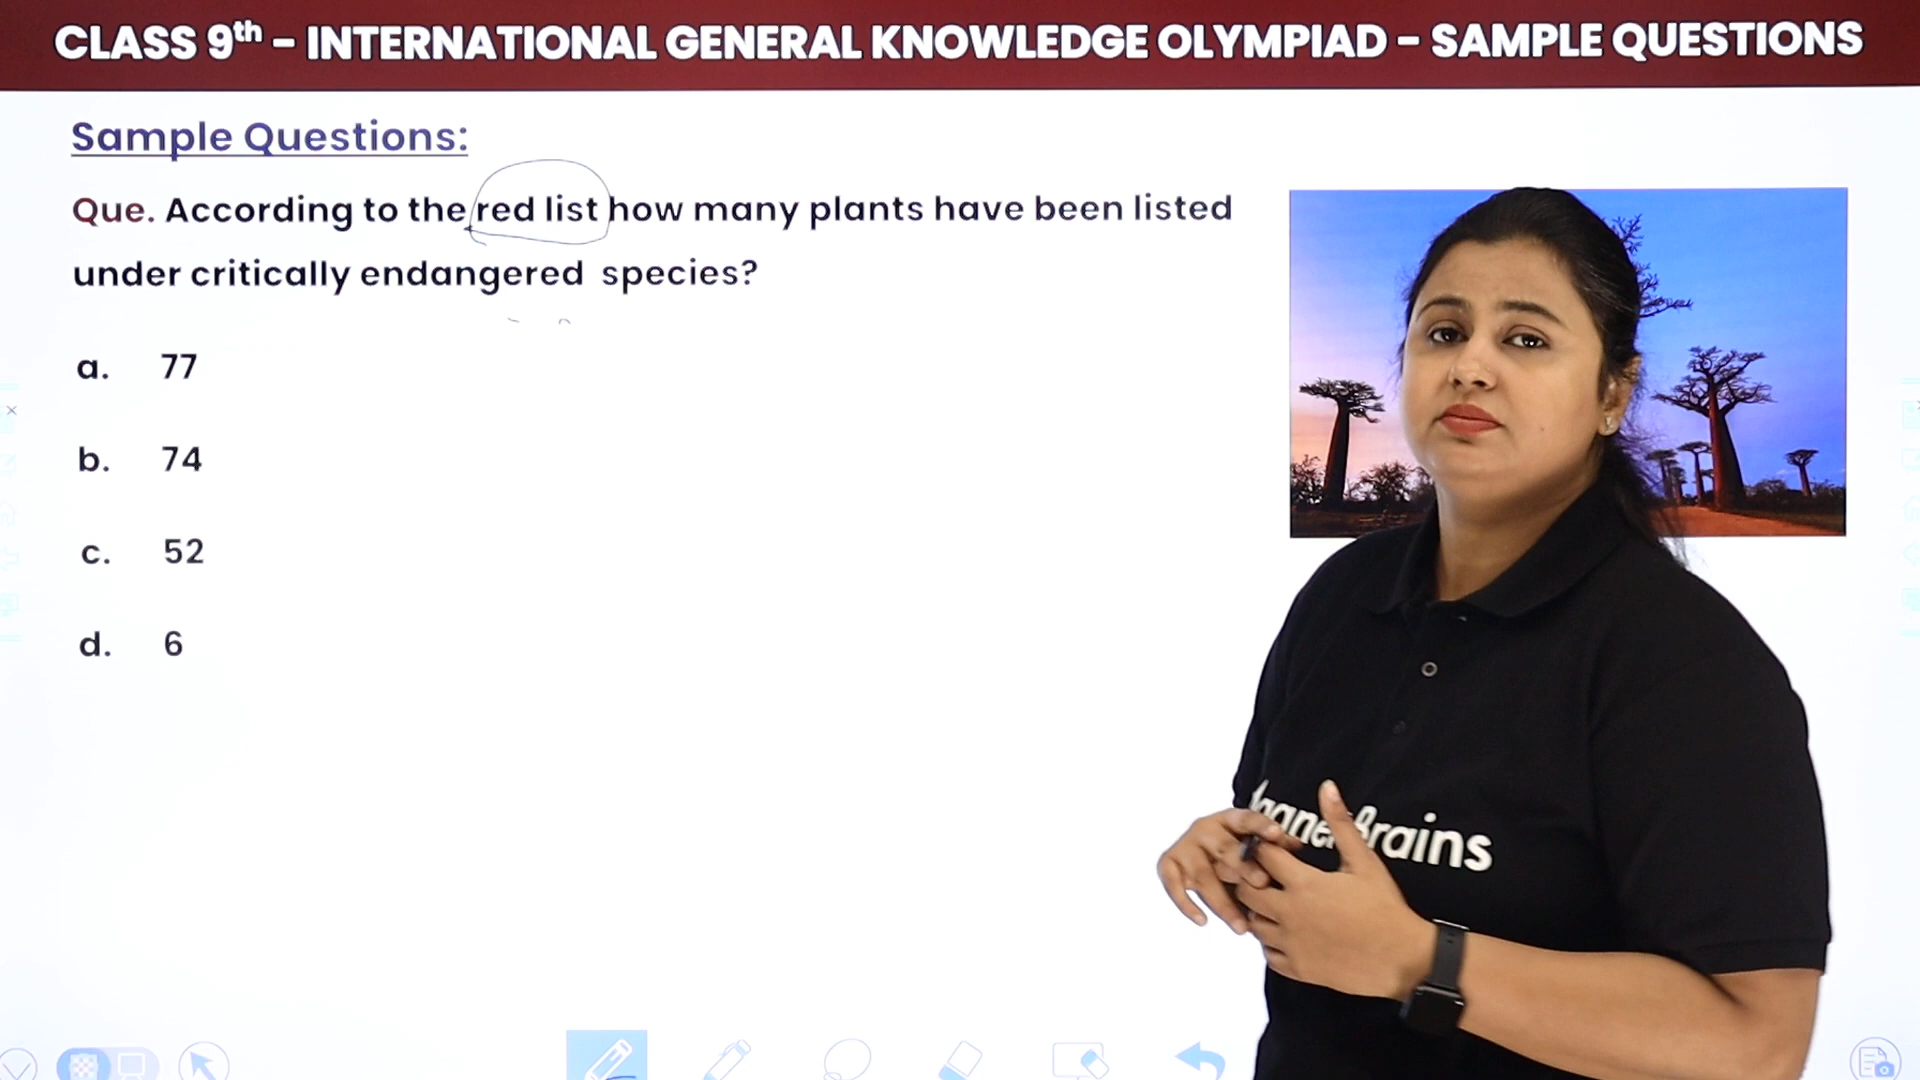 CLASS 9th - INTERNATIONAL GENERAL KNOWLEDGE OLYMPIAD - SAMPLE QUESTIONS
Sample Questions:
Que. According to the red list how many plants have been listed
under critically endangered species?
a. 77
b. 74
c. 52
d. 6
Brains